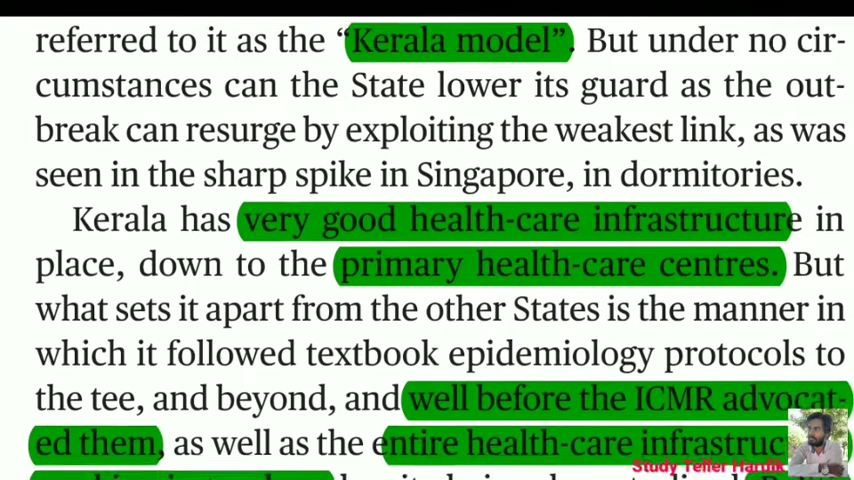 referred to it as the “Kerala model”. But under no cir-
cumstances can the State lower its guard as the out-
break can resurge by exploiting the weakest link, as was
seen in the sharp spike in Singapore, in dormitories.
Kerala has very good health-care infrastructure in
place, down to the primary health-care centres. But
what sets it apart from the other States is the manner in
which it followed textbook epidemiology protocols to
the tee, and beyond, and well before the ICMR advocat-
ed them, as well as the entire health-care infrastruc
Study Teller Hardik